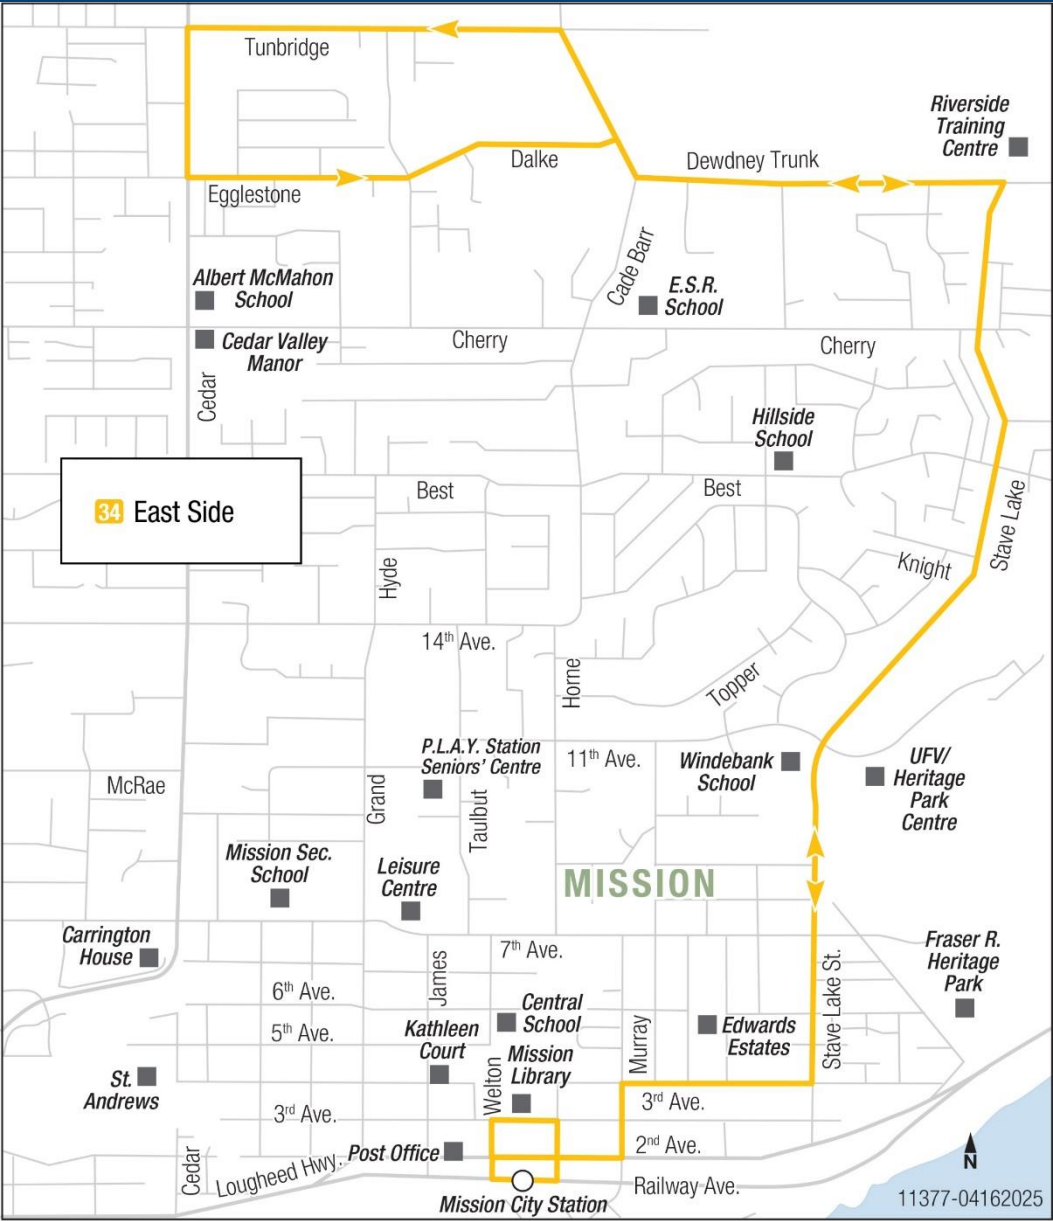 Tunbridge
Riverside
Training
Centre
Dalke
Dewdney Trunk
Egglestone
Cade Barr
Albert McMahon
School
E.S.R.
School
Cedar Valley
Manor
Cherry
Cherry
Cedar
Hillside
School
Best
Best
34 East Side
Stave Lake
Knight
Hyde
14th Ave.
Horne
Topper
P.L.A.Y. Station
Seniors' Centre
11th Ave.
Windebank
School
UFV/
Heritage
Park
Centre
McRae
Grand
Taulbut
Mission Sec.
School
Leisure
Centre
MISSION
Carrington
House
7th Ave.
Fraser R.
Heritage
Park
James
Stave Lake St.
6th Ave.
Central
School
5th Ave.
Kathleen
Court
Murray
Edwards
Estates
Mission
Library
Welton
St.
Andrews
3rd Ave.
3rd Ave.
Post Office
2nd Ave.
N
Cedar
Lougheed Hwy.
Railway Ave.
Mission City Station
11377-04162025